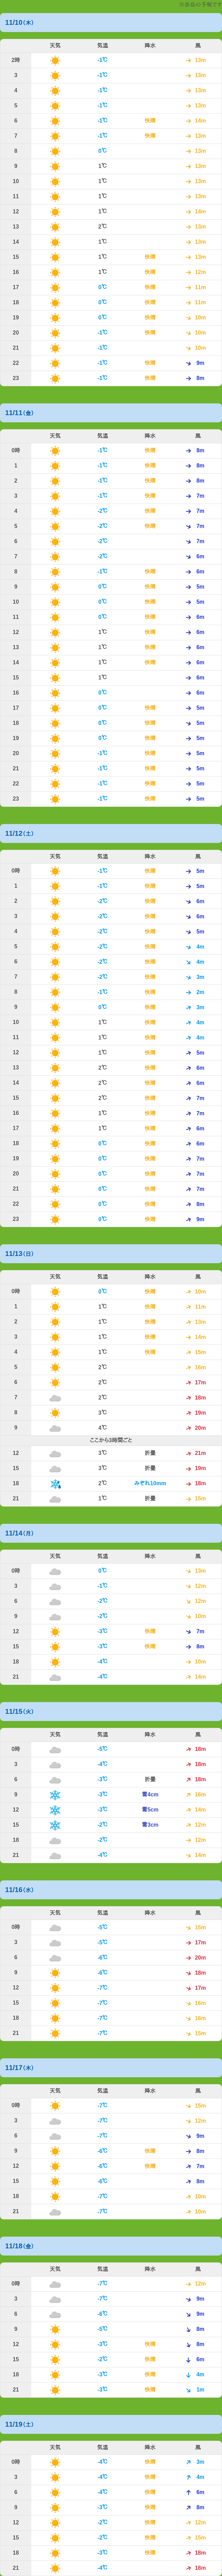 11/10(木)
天気 気温 降水 風
2時 -1℃ 13m
3 -1℃ 13m
4 -1℃ 13m
5 -1℃ 13m
6 -1℃ 快晴 14m
7 -1℃ 快晴 13m
8 0℃ 13m
9 1℃ 13m
10 1℃ 13m
11 1℃ 13m
12 1℃ 14m
13 2℃ 13m
14 1℃ 13m
15 1℃ 快晴 13m
16 1℃ 快晴 12m
17 0℃ 快晴 11m
18 0℃ 快晴 11m
19 0℃ 快晴 10m
20 -1℃ 快晴 10m
21 -1℃ 10m
22 -1℃ 快晴 9m
23 -1℃ 快晴 8m
11/11(金)
天気 気温 降水 風
0時 -1℃ 快晴 8m
1 -1℃ 快晴 8m
2 -1℃ 快晴 8m
3 -1℃ 快晴 7m
4 -2℃ 快晴 7m
5 -2℃ 快晴 7m
6 -2℃ 7m
7 -2℃ 6m
8 -1℃ 快晴 6m
9 0℃ 快晴 5m
10 0℃ 快晴 5m
11 0℃ 快晴 6m
12 1℃ 快晴 6m
13 1℃ 快晴 6m
14 1℃ 快晴 6m
15 1℃ 6m
16 0℃ 6m
17 0℃ 快晴 5m
18 0℃ 快晴 5m
19 0℃ 快晴 5m
20 -1℃ 快晴 5m
21 -1℃ 快晴 5m
22 -1℃ 快晴 5m
23 -1℃ 快晴 5m
11/12(土)
天気 気温 降水 風
0時 -1℃ 快晴 5m
1 -1℃ 快晴 5m
2 -2℃ 快晴 6m
3 -2℃ 快晴 6m
4 -2℃ 快晴 5m
5 -2℃ 快晴 4m
6 -2℃ 快晴 4m
7 -2℃ 快晴 3m
8 -1℃ 快晴 2m
9 0℃ 快晴 3m
10 1℃ 快晴 4m
11 1℃ 快晴 4m
12 1℃ 快晴 5m
13 2℃ 快晴 6m
14 2℃ 快晴 6m
15 2℃ 快晴 7m
16 1℃ 快晴 7m
17 1℃ 快晴 6m
18 0℃ 快晴 6m
19 0℃ 快晴 7m
20 0℃ 快晴 7m
21 0℃ 快晴 7m
22 0℃ 快晴 8m
23 0℃ 快晴 9m
11/13(日)
天気 気温 降水 風
0時 0℃ 快晴 10m
1 1℃ 快晴 11m
2 1℃ 快晴 13m
3 1℃ 快晴 14m
4 1℃ 快晴 15m
5 2℃ 16m
6 2℃ 17m
7 2℃ 18m
8 3℃ 19m
9 4℃ 20m
ここから3時間ごと
12 3℃ 折曇 21m
15 3℃ 折曇 19m
18 2℃ みぞれ10mm 18m
21 1℃ 折曇 15m
11/14(月)
天気 気温 降水 風
0時 0℃ 13m
3 -1℃ 12m
6 -2℃ 12m
9 -2℃ 10m
12 -3℃ 快晴 7m
15 -3℃ 快晴 8m
18 -4℃ 10m
21 -4℃ 14m
11/15(火)
天気 気温 降水 風
0時 -5℃ 18m
3 -4℃ 18m
6 -3℃ 折曇 18m
9 -3℃ 雪4cm 16m
12 -3℃ 雪5cm 14m
15 -2℃ 雪3cm 12m
18 -2℃ 12m
21 -4℃ 14m
11/16(水)
天気 気温 降水 風
0時 -5℃ 15m
3 -5℃ 17m
6 -6℃ 20m
9 -6℃ 18m
12 -7℃ 17m
15 -7℃ 16m
18 -7℃ 16m
21 -7℃ 15m
11/17(木)
天気 気温 降水 風
0時 -7℃ 15m
3 -7℃ 12m
6 -7℃ 9m
9 -6℃ 快晴 8m
12 -6℃ 快晴 7m
15 -6℃ 8m
18 -7℃ 10m
21 -7℃ 10m
11/18(金)
天気 気温 降水 風
0時 -7℃ 12m
3 -7℃ 9m
6 -6℃ 9m
9 -5℃ 8m
12 -3℃ 快晴 8m
15 -2℃ 快晴 6m
18 -3℃ 快晴 4m
21 -3℃ 快晴 1m
11/19(土)
天気 気温 降水 風
0時 -4℃ 快晴 3m
3 -4℃ 快晴 4m
6 -4℃ 快晴 6m
9 -3℃ 快晴 8m
12 -2℃ 快晴 12m
15 -2℃ 快晴 15m
18 -3℃ 快晴 18m
21 -4℃ 18m